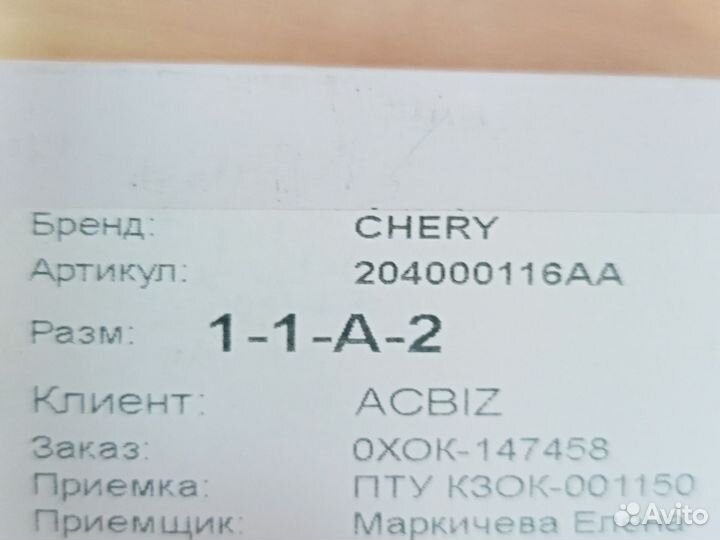 Бренд: CHERY
Артикул: 204000116AA
Разм: 1-1-A-2
Клиент: ACBIZ
Заказ: 0ХОК-147458
Приемка: ПТУ КЗОК-001150
Приемщик: Маркичева Елена
Avito